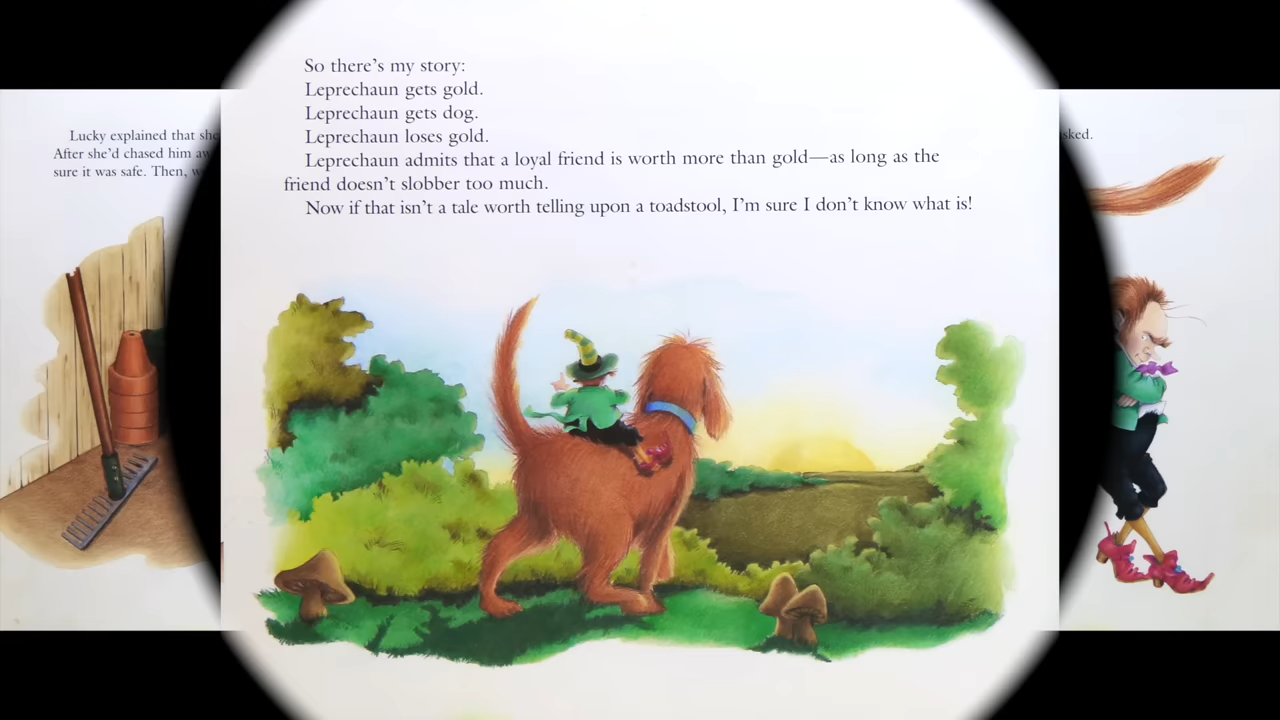 So there's my story:
Leprechaun gets gold.
Leprechaun gets dog.
Leprechaun loses gold.
Leprechaun admits that a loyal friend is worth more than gold—as long as the
friend doesn't slobber too much.
Now if that isn't a tale worth telling upon a toadstool, I'm sure I don't know what is!
Lucky explained that she
After she'd chased him
sure it was safe. Then,